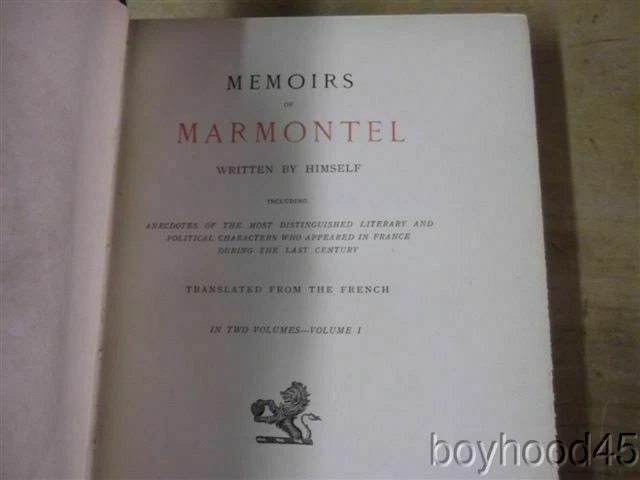 MEMOIRS
OF
MARMONTEL
WRITTEN BY HIMSELF
INCLUDING
ANECDOTES OF THE MOST DISTINGUISHED LITERARY AND
POLITICAL CHARACTERS WHO APPEARED IN FRANCE
DURING THE LAST CENTURY
TRANSLATED FROM THE FRENCH
IN TWO VOLUMES—VOLUME I
boyhood45